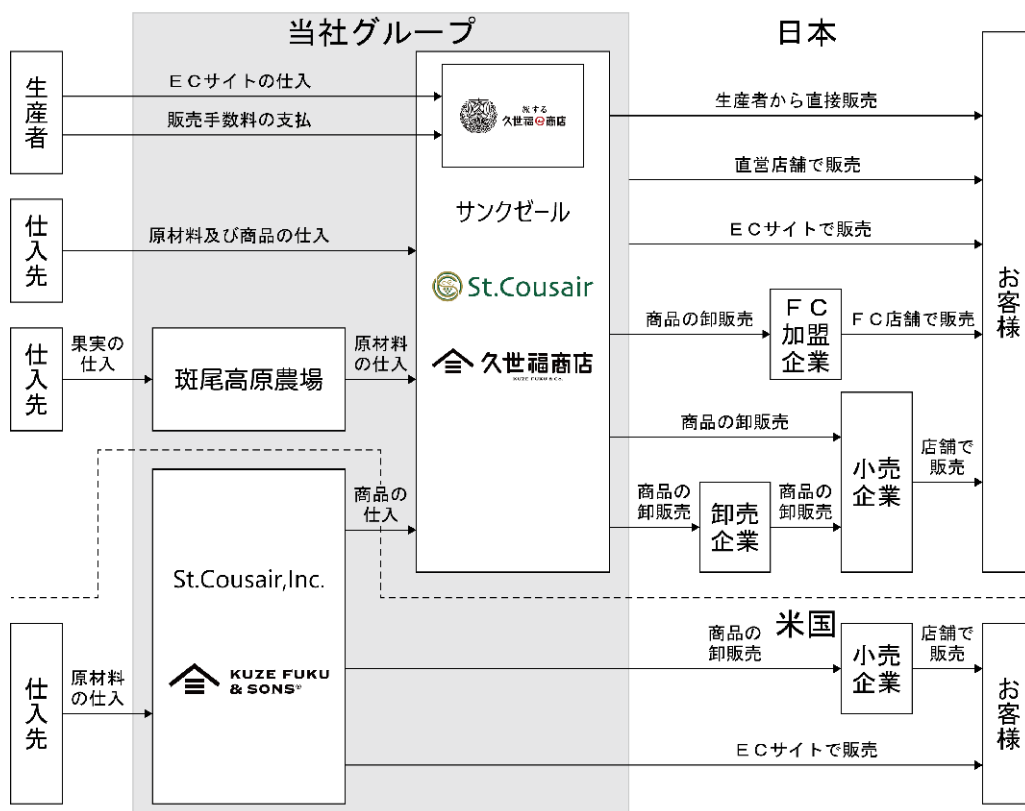 当社グループ
日本
生産者
ECサイトの仕入
販売手数料の支払
旅する
久世福e商店
生産者から直接販売
直営店舗で販売
ECサイトで販売
お客様
仕入先
原材料及び商品の仕入
サンクゼール
St.Cousair
久世福商店
KUZE FUKU & Co.
商品の卸販売
FC
加盟
企業
FC店舗で販売
仕入先
果実の
仕入
斑尾高原農場
原材料
の仕入
商品の卸販売
小売
企業
店舗で
販売
商品の
卸販売
卸売
企業
商品の
卸販売
商品の
仕入
St.Cousair,Inc.
KUZE FUKU
& SONS®
米国
仕入先
原材料
の仕入
商品の
卸販売
小売
企業
店舗で
販売
お客様
ECサイトで販売